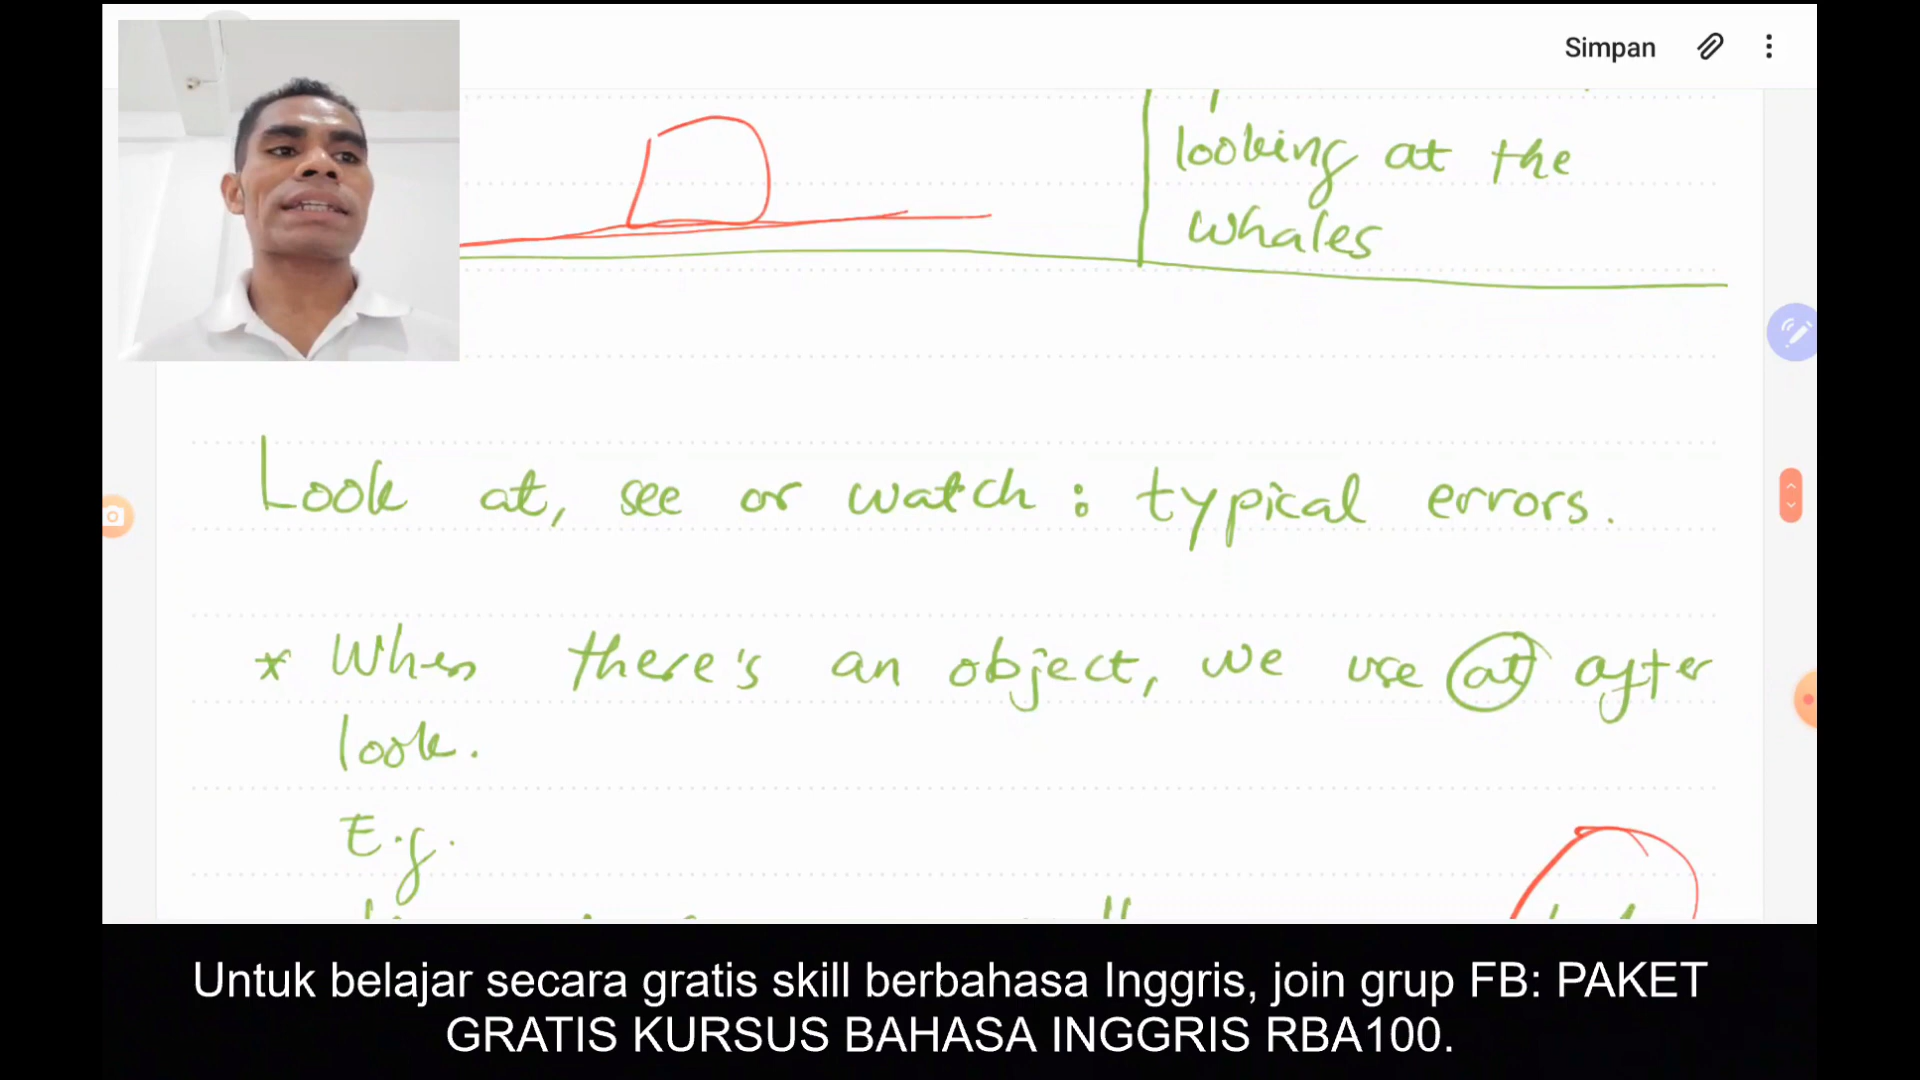 Simpan
looking at the
whales
Look at, see or watch : typical errors.
* When there's an object, we use at after
look.
E.g.
Untuk belajar secara gratis skill berbahasa Inggris, join grup FB: PAKET
GRATIS KURSUS BAHASA INGGRIS RBA100.